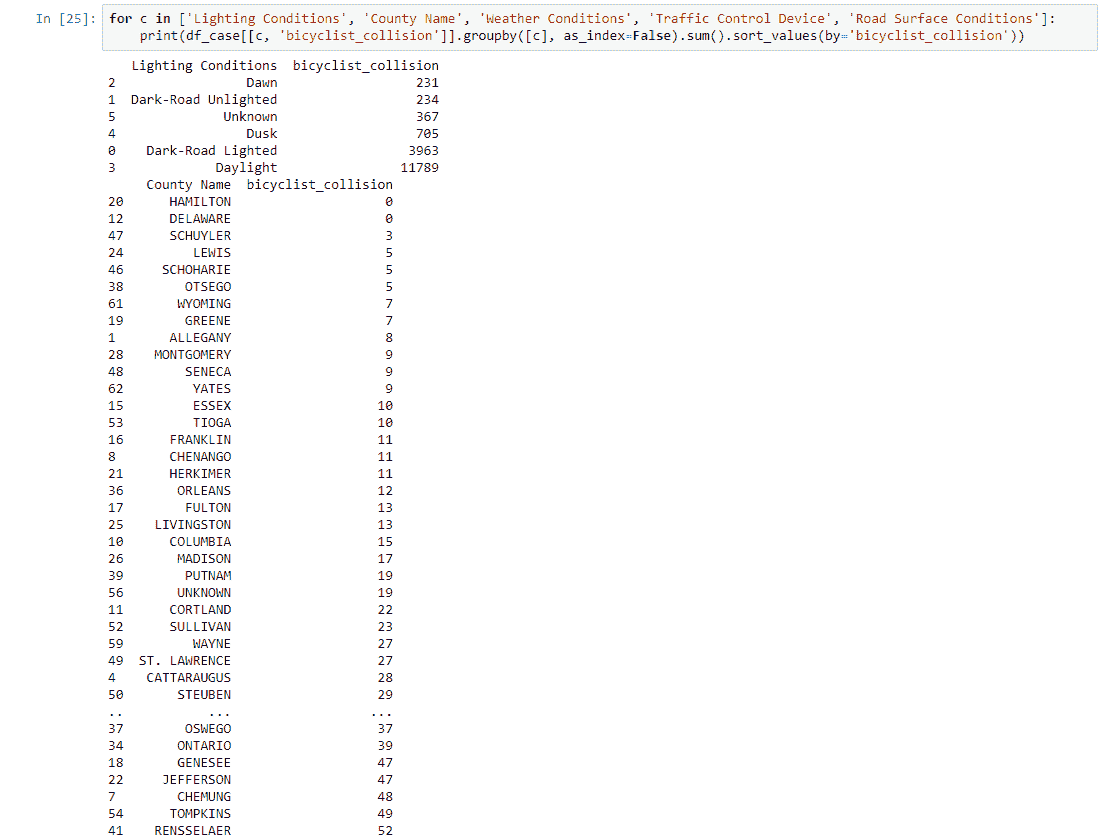 In [25]: for c in ['Lighting Conditions', 'County Name', 'Weather Conditions', 'Traffic Control Device', 'Road Surface Conditions']:
print(df_case[[c, 'bicyclist_collision']].groupby([c], as_index=False).sum().sort_values(by='bicyclist_collision'))
Lighting Conditions bicyclist_collision
2 Dawn 231
1 Dark-Road Unlighted 234
5 Unknown 367
4 Dusk 705
0 Dark-Road Lighted 3963
3 Daylight 11789
County Name bicyclist_collision
20 HAMILTON 0
12 DELAWARE 0
47 SCHUYLER 3
24 LEWIS 5
46 SCHOHARIE 5
38 OTSEGO 5
61 WYOMING 7
19 GREENE 7
1 ALLEGANY 8
28 MONTGOMERY 9
48 SENECA 9
62 YATES 9
15 ESSEX 10
53 TIOGA 10
16 FRANKLIN 11
8 CHENANGO 11
21 HERKIMER 11
36 ORLEANS 12
17 FULTON 13
25 LIVINGSTON 13
10 COLUMBIA 15
26 MADISON 17
39 PUTNAM 19
56 UNKNOWN 19
11 CORTLAND 22
52 SULLIVAN 23
59 WAYNE 27
49 ST. LAWRENCE 27
4 CATTARAUGUS 28
50 STEUBEN 29
.. ... ...
37 OSWEGO 37
34 ONTARIO 39
18 GENESEE 47
22 JEFFERSON 47
7 CHEMUNG 48
54 TOMPKINS 49
41 RENSSELAER 52